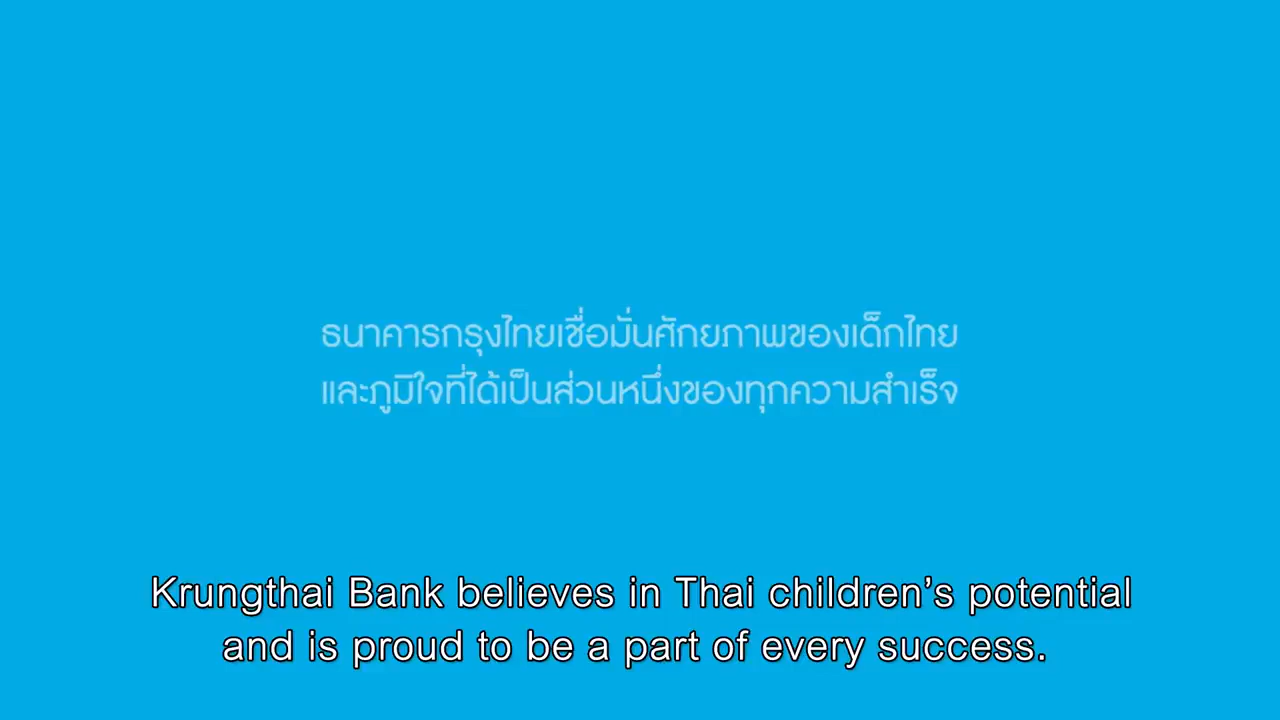 ธนาคารกรุงไทยเชื่อมั่นศักยภาพของเด็กไทย
และภูมิใจที่ได้เป็นส่วนหนึ่งของทุกความสำเร็จ
Krungthai Bank believes in Thai children’s potential
and is proud to be a part of every success.